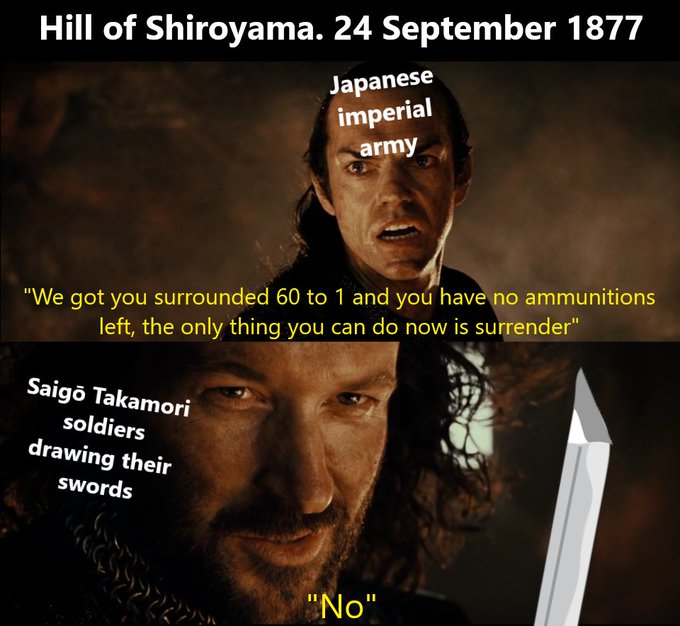 Hill of Shiroyama. 24 September 1877
Japanese
imperial
army
"We got you surrounded 60 to 1 and you have no ammunitions
left, the only thing you can do now is surrender"
Saigō Takamori
soldiers
drawing their
swords
"No"